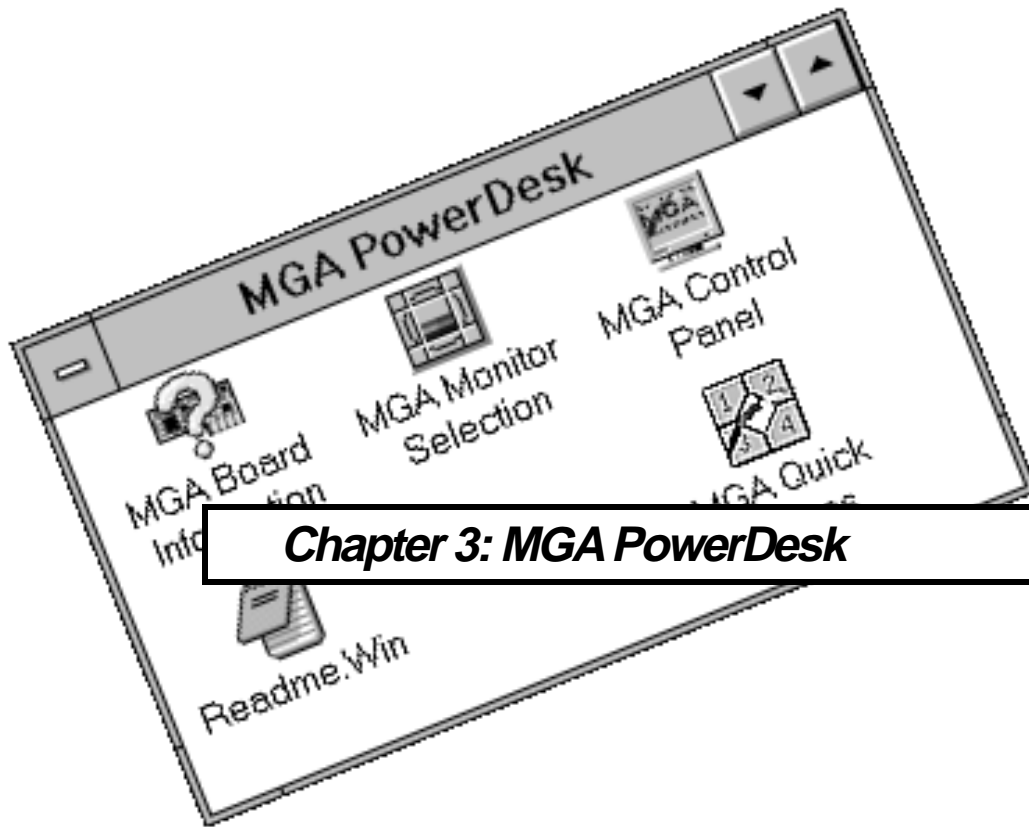 MGA PowerDesk
MGA Board
MGA Monitor
Selection
MGA Control
Panel
MGA Quick
Chapter 3: MGA PowerDesk
Readme.Win